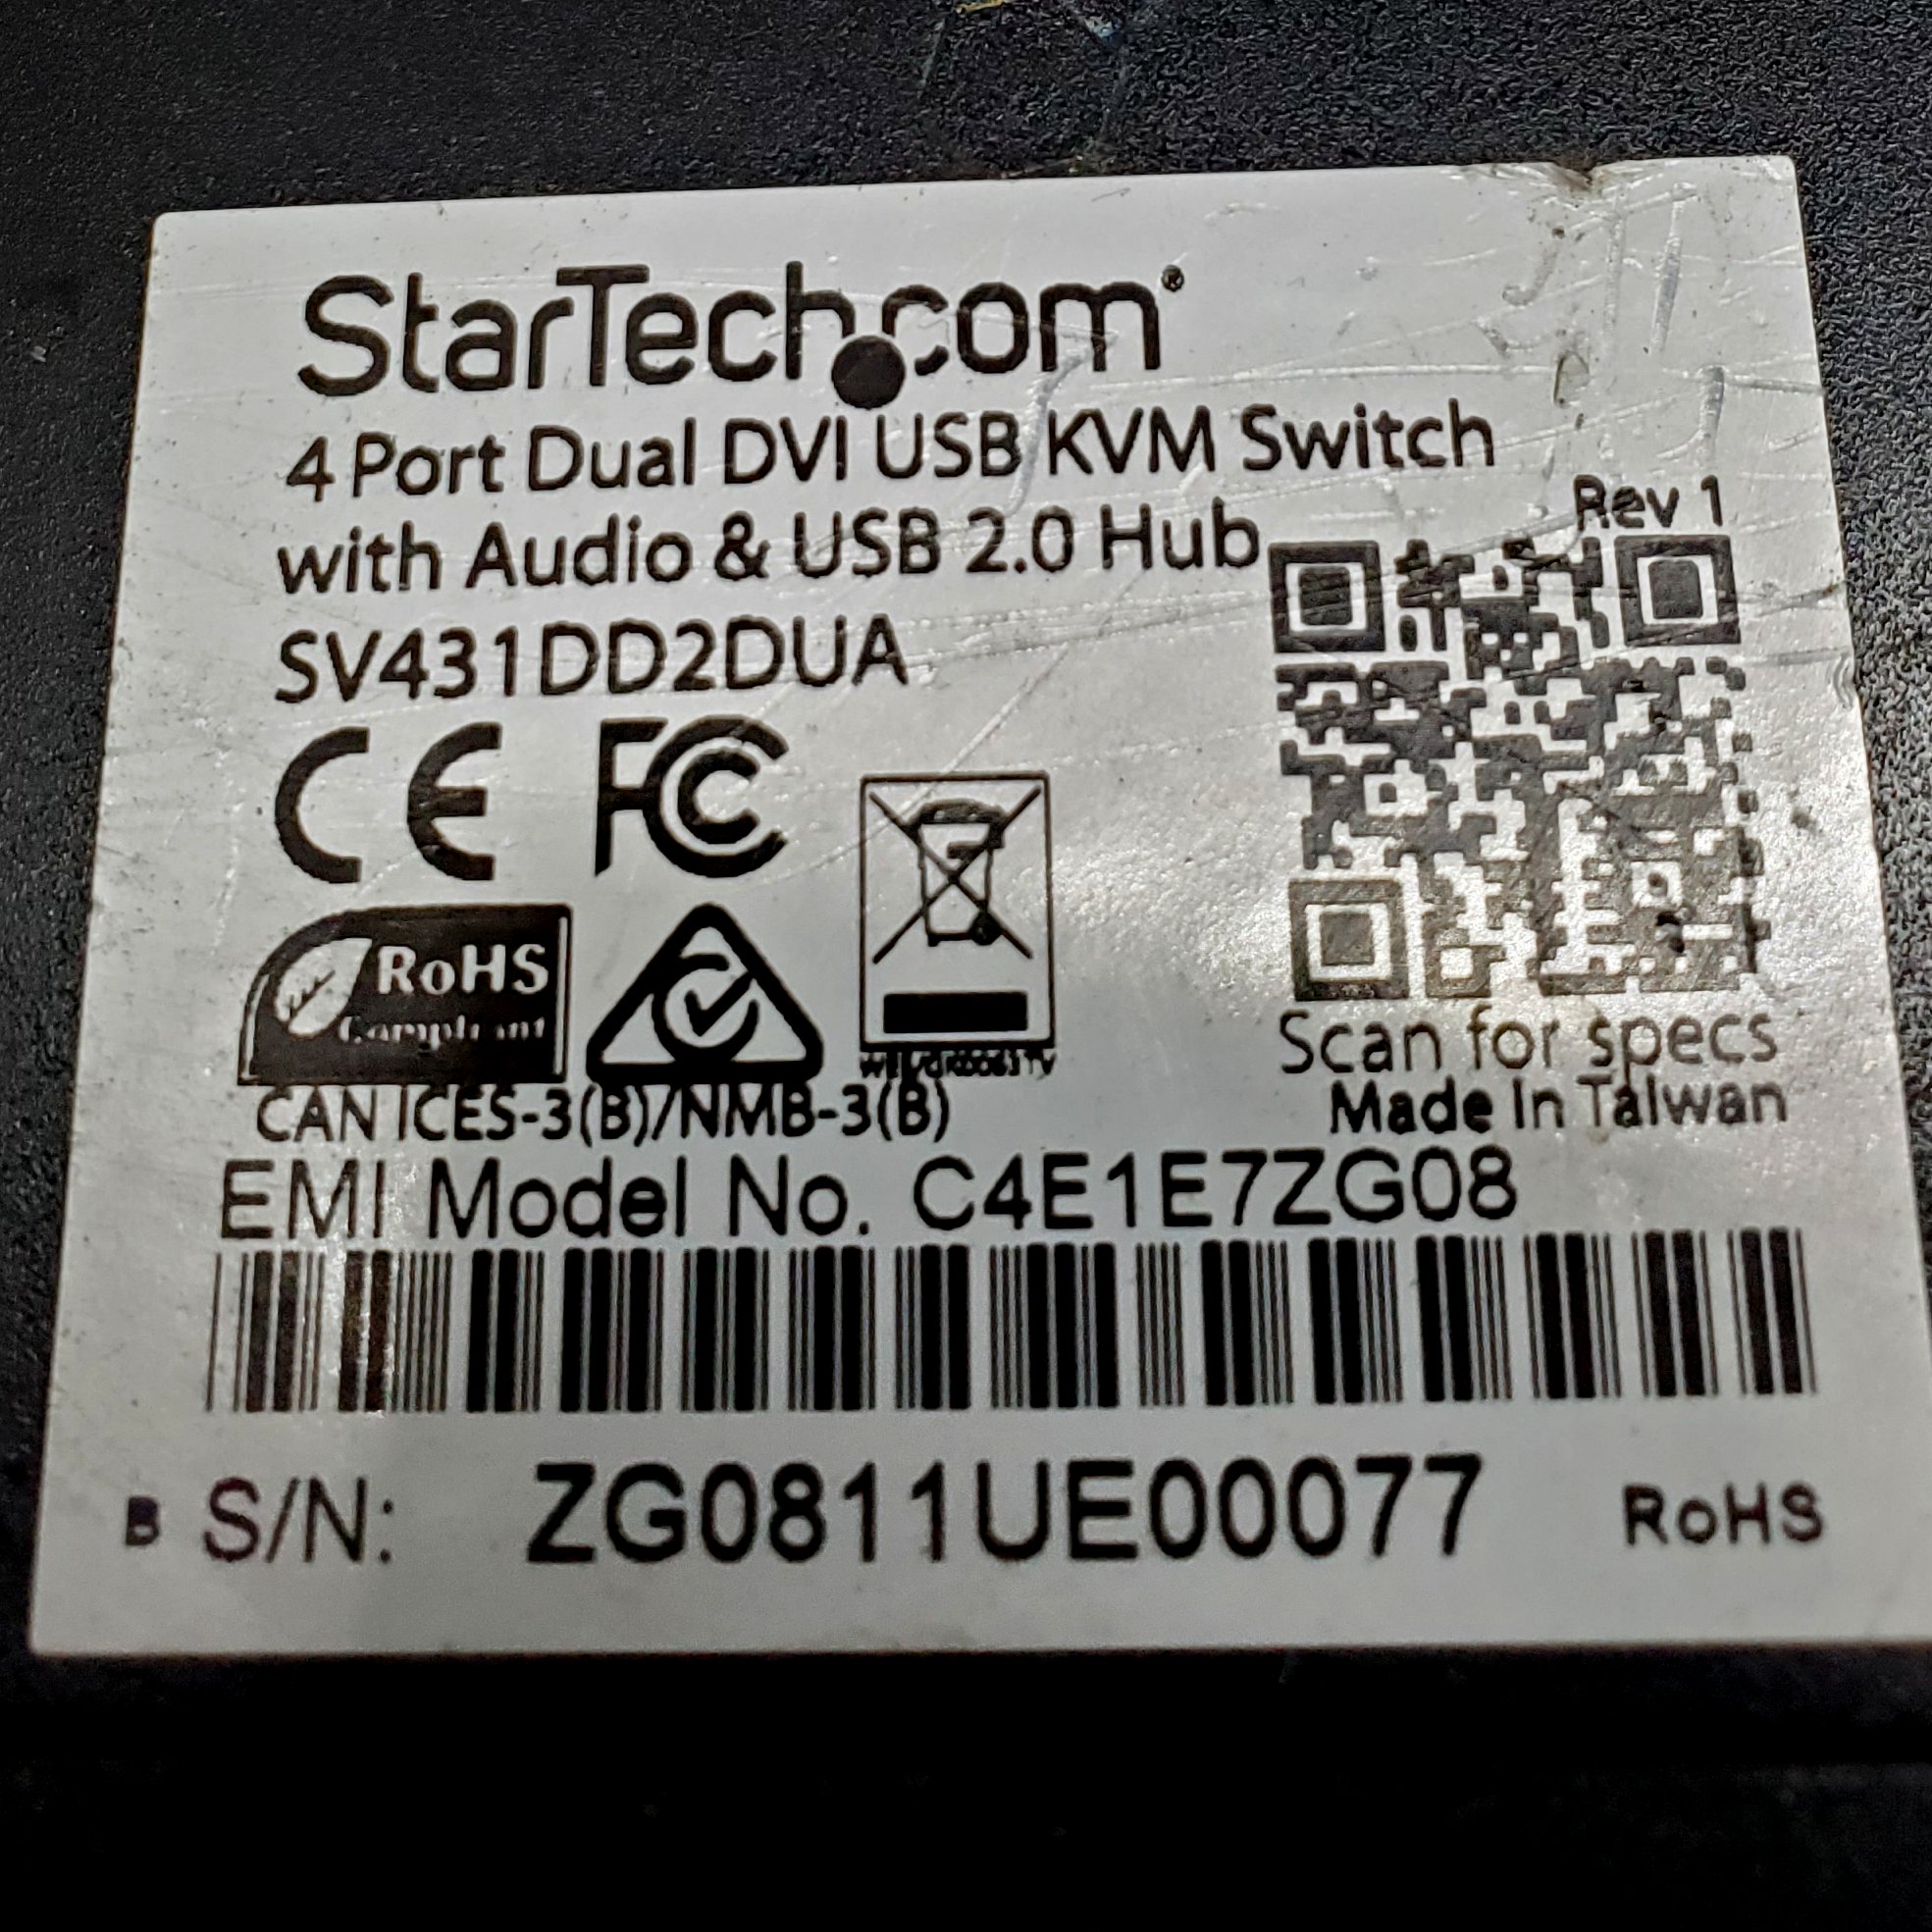 StarTech.com®
4 Port Dual DVI USB KVM Switch
with Audio & USB 2.0 Hub
Rev 1
SV431DD2DUA
CE FC
RoHS
Compliant
Scan for specs
Made In Taiwan
CAN ICES-3(B)/NMB-3(B)
EMI Model No. C4E1E7ZG08
B S/N: ZG0811UE00077 RoHS